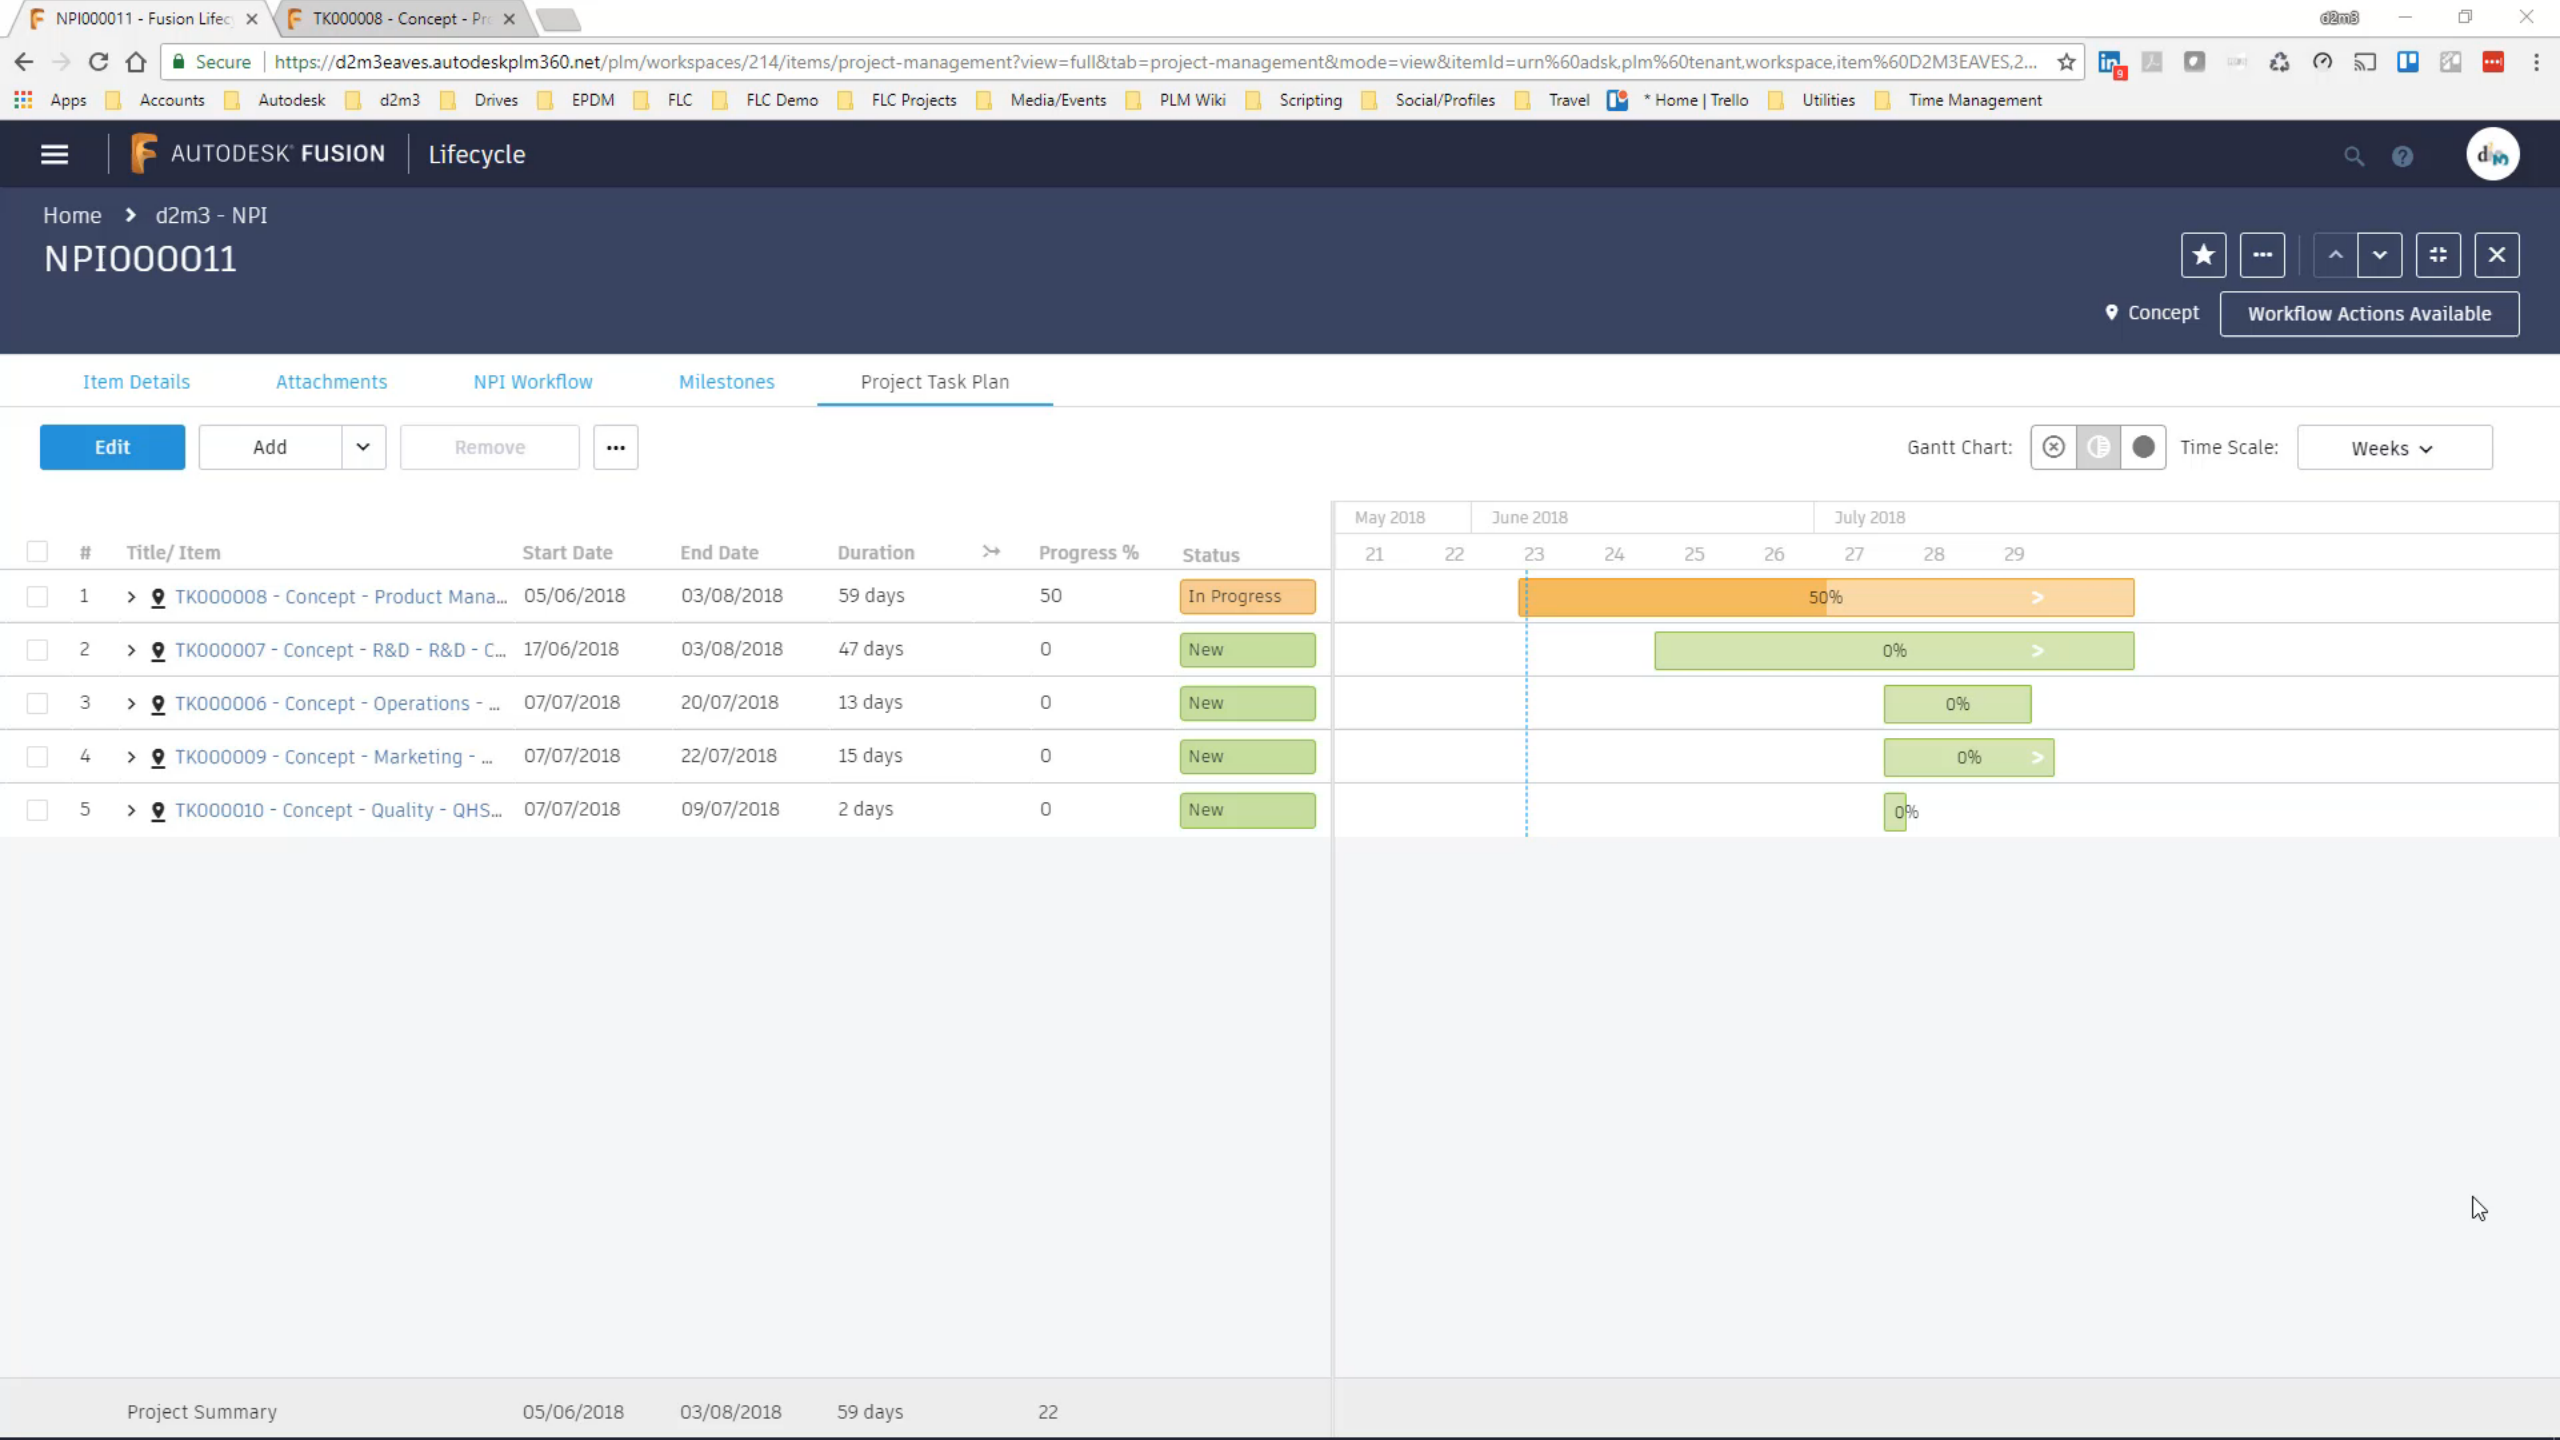 NPI000011 - Fusion Lifec
TK000008 - Concept - Pr
d2m3
Secure
https://d2m3eaves.autodeskplm360.net/plm/workspaces/214/items/project-management?view=full&tab=project-management&mode=view&itemId=urn%60adsk,plm%60tenant,workspace,item%60D2M3EAVES,2...
9
Apps Accounts Autodesk d2m3 Drives EPDM FLC FLC Demo FLC Projects Media/Events PLM Wiki Scripting Social/Profiles Travel * Home | Trello Utilities Time Management
AUTODESK® FUSION Lifecycle
Home > d2m3 - NPI
NPI000011
Concept Workflow Actions Available
Item Details Attachments NPI Workflow Milestones Project Task Plan
Edit Add Remove ... Gantt Chart: Time Scale: Weeks
May 2018 June 2018 July 2018
# Title/ Item Start Date End Date Duration Progress % Status 21 22 23 24 25 26 27 28 29
1 TK000008 - Concept - Product Mana... 05/06/2018 03/08/2018 59 days 50 In Progress 50%
2 TK000007 - Concept - R&D - R&D - C... 17/06/2018 03/08/2018 47 days 0 New 0%
3 TK000006 - Concept - Operations - ... 07/07/2018 20/07/2018 13 days 0 New 0%
4 TK000009 - Concept - Marketing - ... 07/07/2018 22/07/2018 15 days 0 New 0%
5 TK000010 - Concept - Quality - QHS... 07/07/2018 09/07/2018 2 days 0 New 0%
Project Summary 05/06/2018 03/08/2018 59 days 22